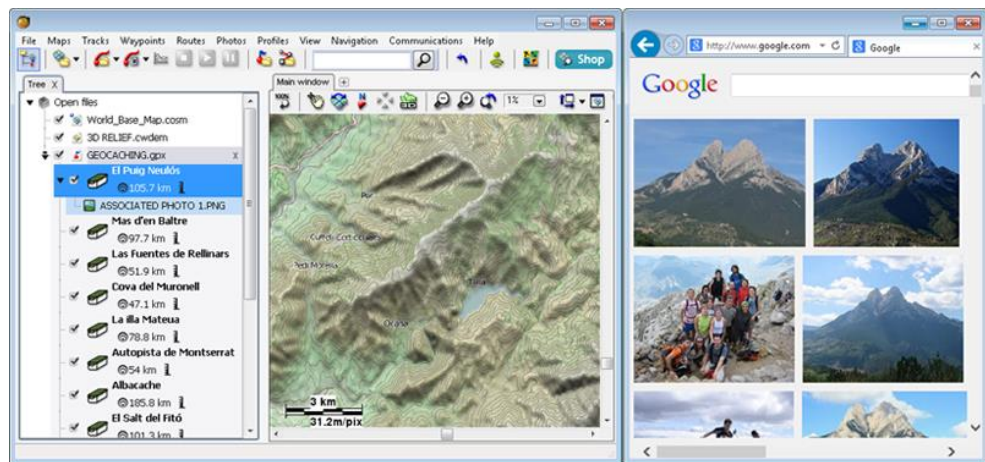 File Maps Tracks Waypoints Routes Photos Profiles View Navigation Communications Help
Shop
Tree X
Open files
World_Base_Map.cosm
3D RELIEF.cwdem
GEOCACHING.gpx x
El Puig Neulós
105.7 km
ASSOCIATED PHOTO 1.PNG
Mas d'en Baltre
97.7 km
Las Fuentes de Rellinars
51.9 km
Cova del Muronell
47.1 km
La illa Mateua
78.8 km
Autopista de Montserrat
54 km
Albacache
185.8 km
El Salt del Fitó
101.3 km
Main window
100%
1%
Ocaña
3 km
31.2m/pix
http://www.google.com
Google
Google